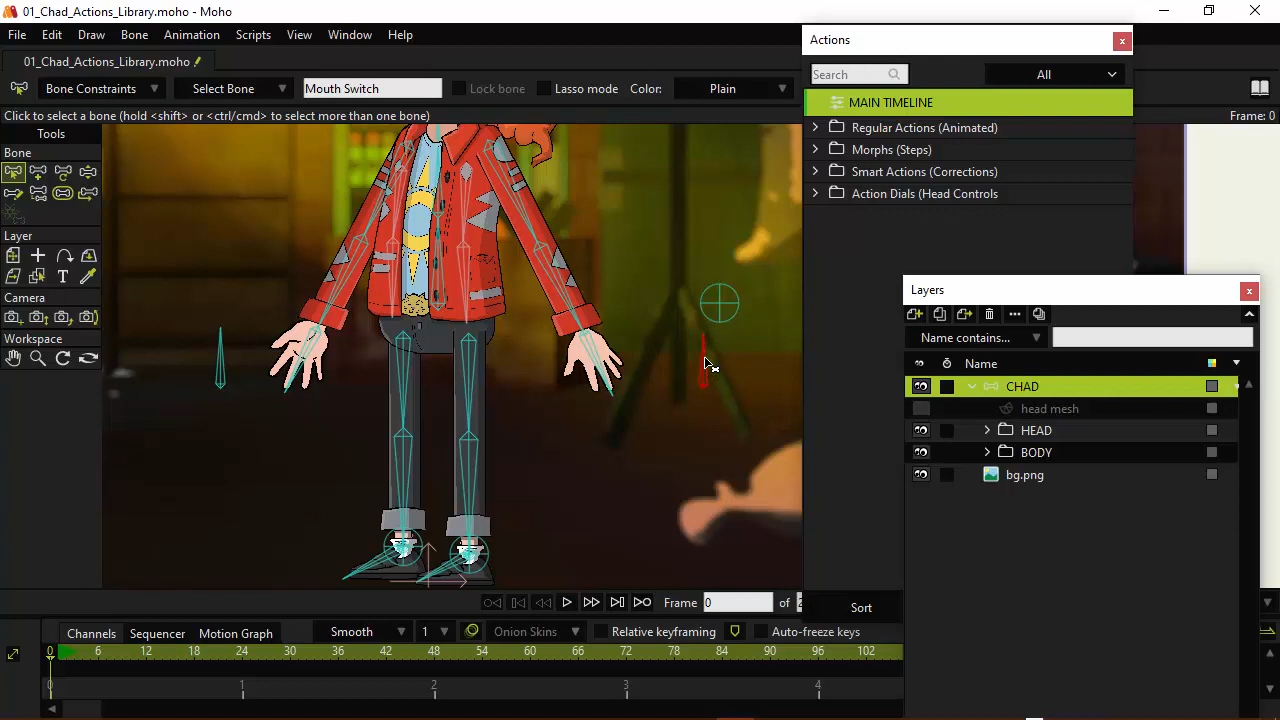 01_Chad_Actions_Library.moho - Moho
File Edit Draw Bone Animation Scripts View Window Help
01_Chad_Actions_Library.moho
Bone Constraints Select Bone Mouth Switch Lock bone Lasso mode Color: Plain
Click to select a bone (hold <shift> or <ctrl/cmd> to select more than one bone)
Frame: 0
Tools
Bone
Layer
Camera
Workspace
Actions
Search
All
MAIN TIMELINE
Regular Actions (Animated)
Morphs (Steps)
Smart Actions (Corrections)
Action Dials (Head Controls
Sort
Layers
Name contains...
Name
CHAD
head mesh
HEAD
BODY
bg.png
Frame 0 of
Channels Sequencer Motion Graph Smooth 1 Onion Skins Relative keyframing Auto-freeze keys
0 6 12 18 24 30 36 42 48 54 60 66 72 78 84 90 96 102
0 1 2 3 4